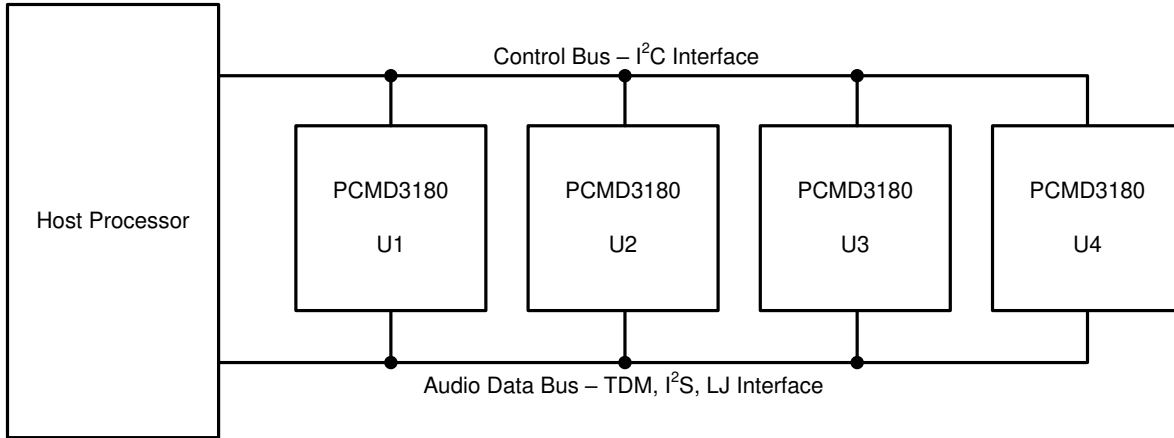 Control Bus – I²C Interface
PCMD3180
PCMD3180
PCMD3180
PCMD3180
Host Processor
U1
U2
U3
U4
Audio Data Bus – TDM, I²S, LJ Interface